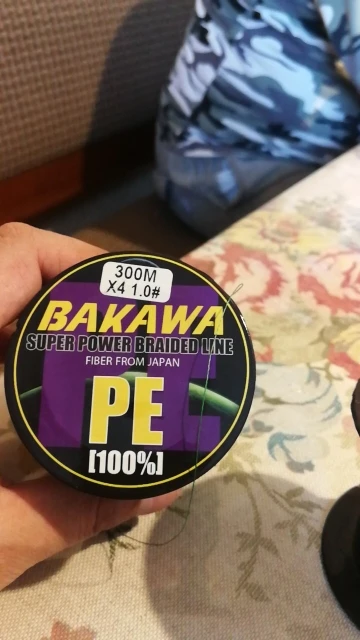 300M
X4 1.0#
BAKAWA
SUPER POWER BRAIDED LINE
FIBER FROM JAPAN
PE
[100%]